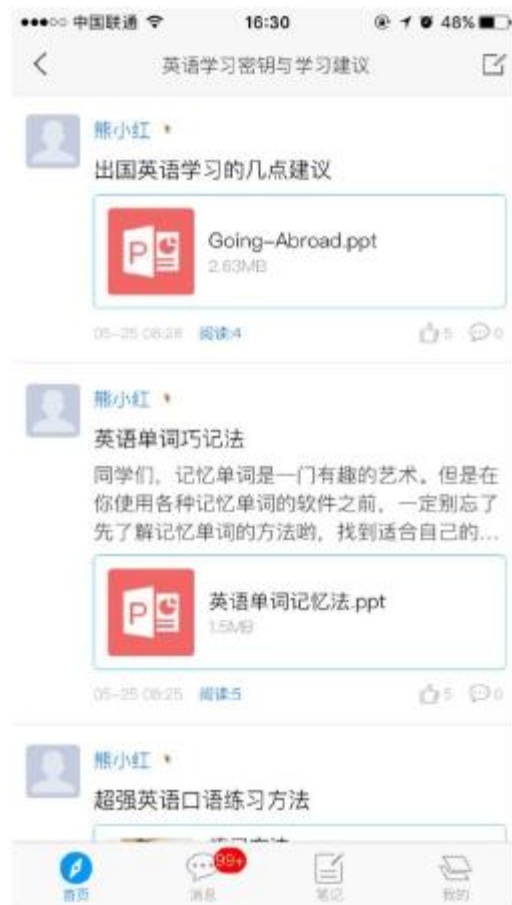 中国联通
16:30
48%
英语学习密钥与学习建议
熊小红
出国英语学习的几点建议
Going-Abroad.ppt
2.63MB
05-25 08:28 阅读:4
5 0
熊小红
英语单词巧记法
同学们，记忆单词是一门有趣的艺术。但是在
你使用各种记忆单词的软件之前，一定别忘了
先了解记忆单词的方法哟，找到适合自己的...
英语单词记忆法.ppt
1.5MB
05-25 08:25 阅读:5
5 0
熊小红
超强英语口语练习方法
99+
首页
消息
笔记
我的